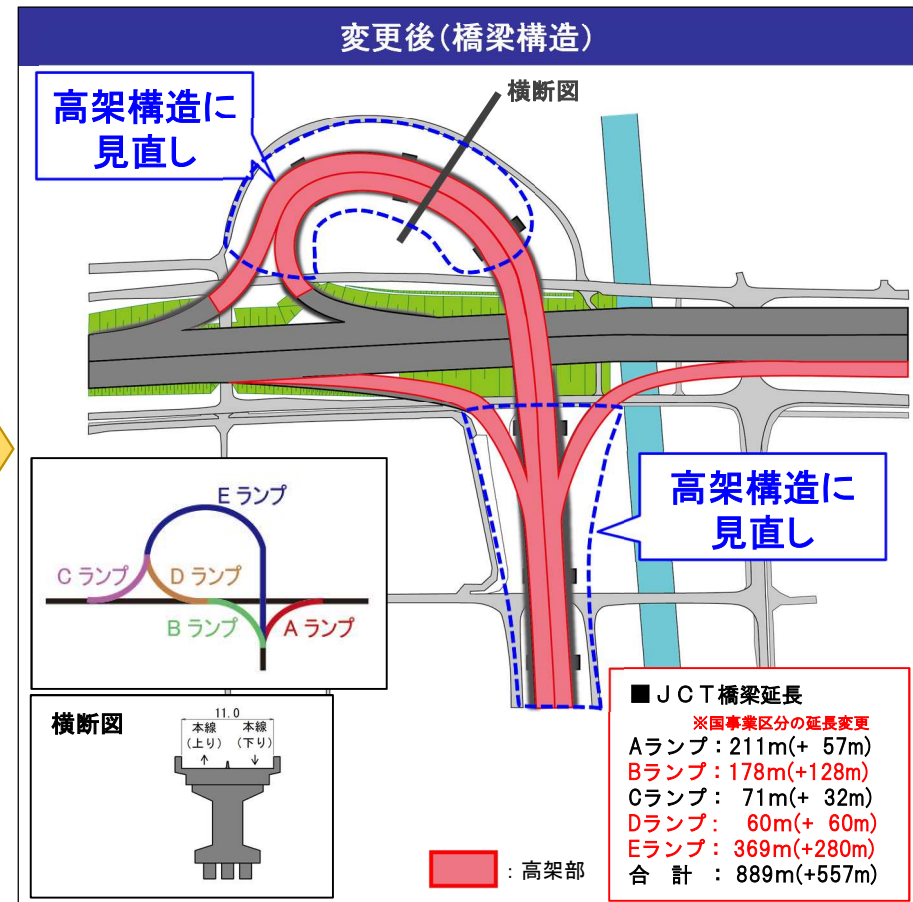 変更後(橋梁構造)
高架構造に
見直し
横断図
高架構造に
見直し
E ランプ
C ランプ
D ランプ
B ランプ
A ランプ
横断図
11.0
本線
(上り)
↑
本線
(下り)
↓
：高架部
■ＪＣＴ橋梁延長
※国事業区分の延長変更
Aランプ：211m(+ 57m)
Bランプ：178m(+128m)
Cランプ： 71m(+ 32m)
Dランプ： 60m(+ 60m)
Eランプ：369m(+280m)
合 計 ：889m(+557m)